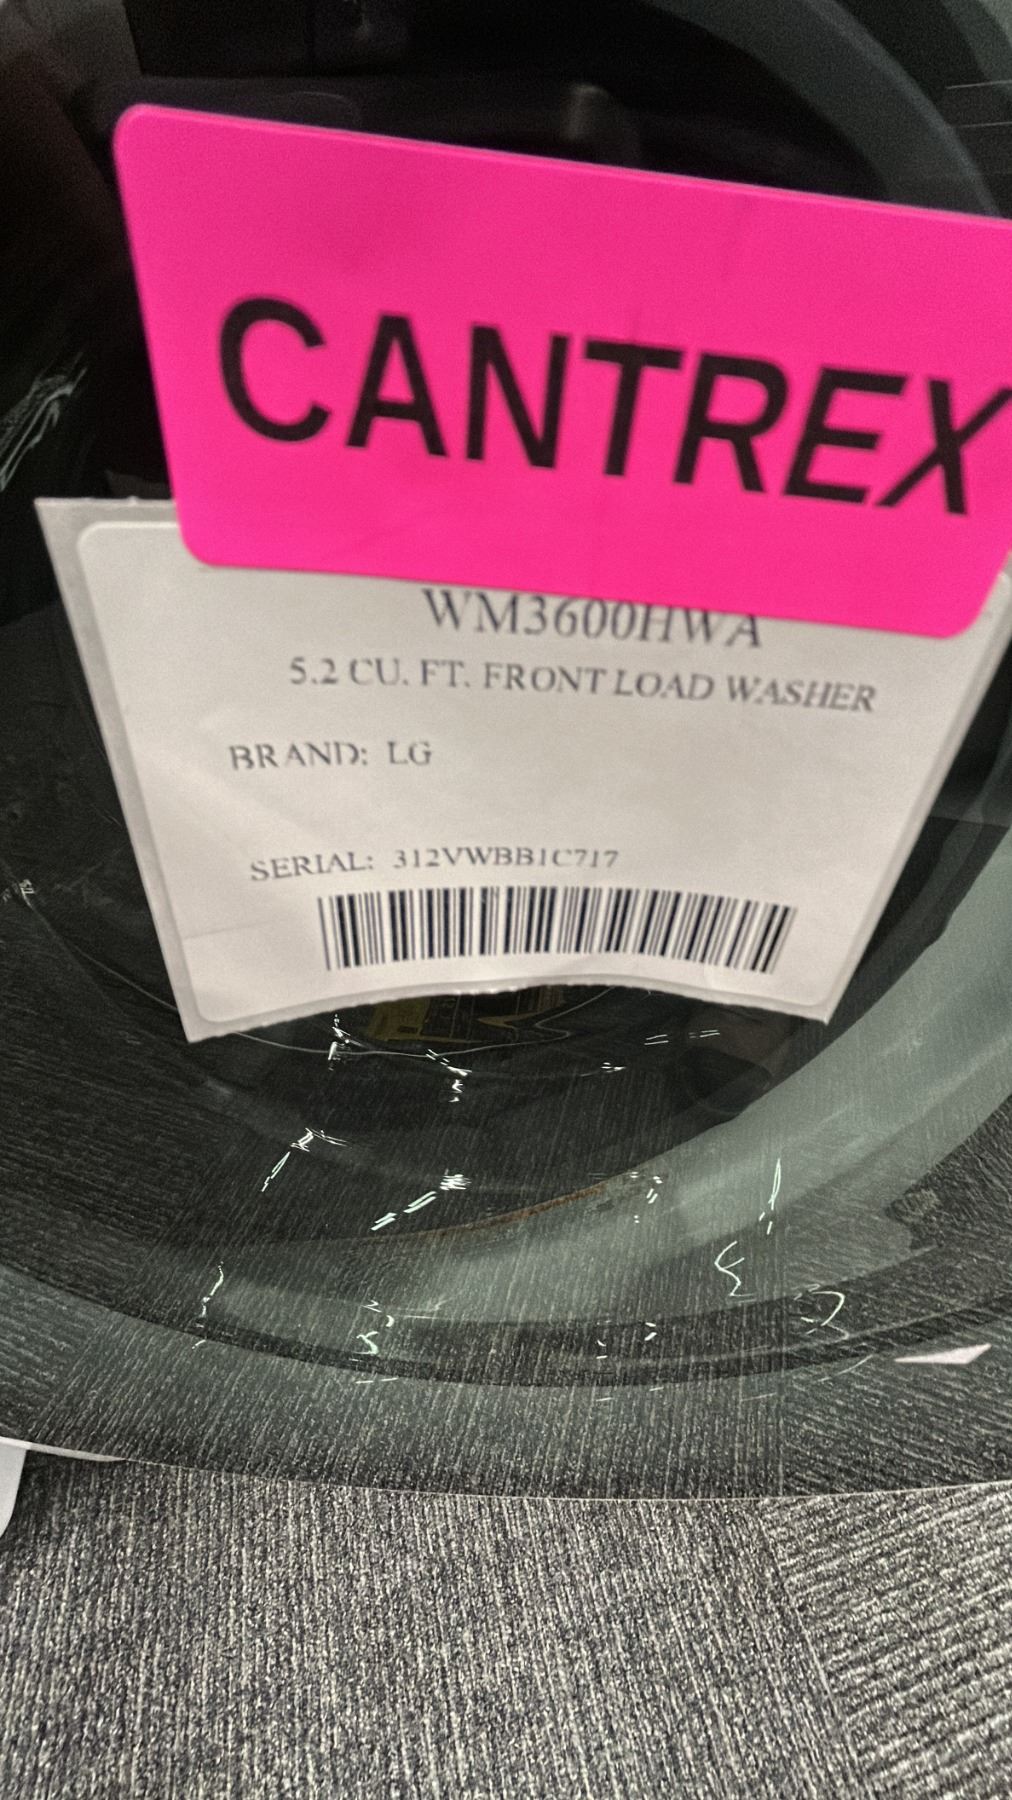 CANTREX
WM3600HWA
5.2 CU. FT. FRONT LOAD WASHER
BRAND: LG
SERIAL: 312VWBB1C717